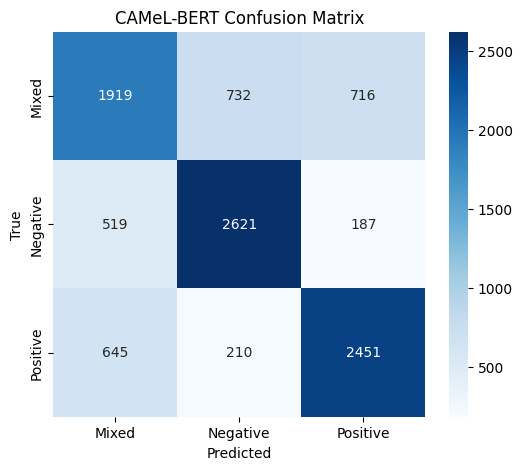 CAMeL-BERT Confusion Matrix
True
Mixed
1919 732 716
Negative
519 2621 187
Positive
645 210 2451
Mixed Negative Positive
Predicted
2500
2000
1500
1000
500